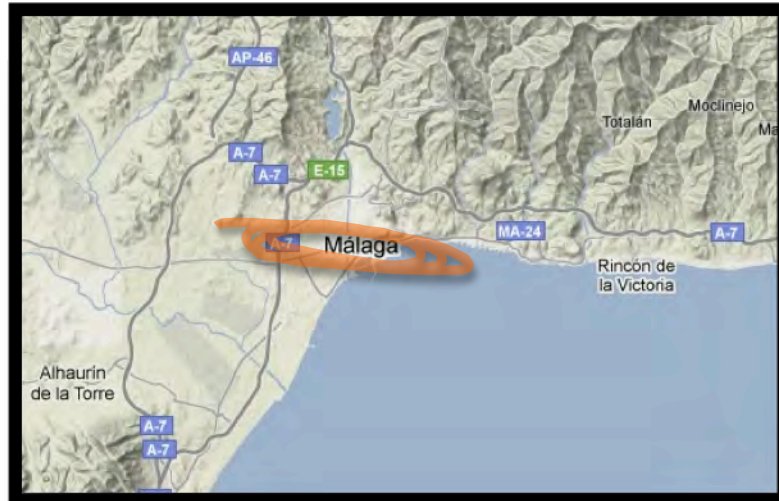 AP-46
Moclinejo
Totalán
Ma
A-7
A-7
E-15
A-7
Málaga
MA-24
A-7
Rincón de
la Victoria
Alhaurín
de la Torre
A-7
A-7